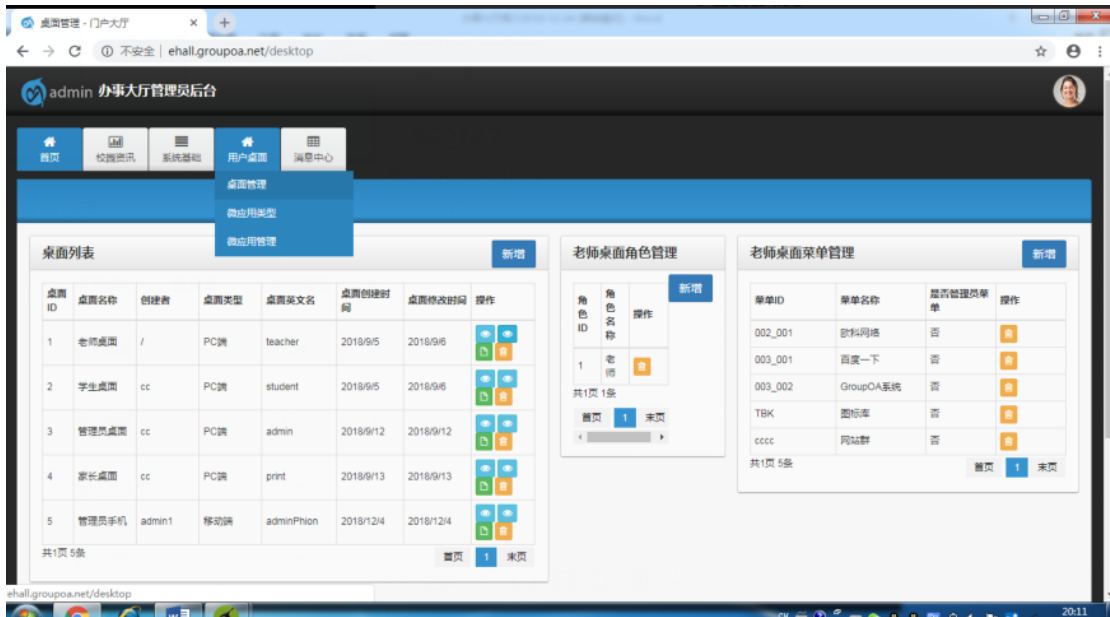 桌面管理 - 门户大厅
不安全 | ehall.groupoa.net/desktop
admin 办事大厅管理员后台
首页 校园资讯 系统基础 用户桌面 消息中心
桌面管理
微应用类型
微应用管理
桌面列表 新增
桌面ID 桌面名称 创建者 桌面类型 桌面英文名 桌面创建时间 桌面修改时间 操作
1 老师桌面 / PC端 teacher 2018/9/5 2018/9/6
2 学生桌面 cc PC端 student 2018/9/5 2018/9/6
3 管理员桌面 cc PC端 admin 2018/9/12 2018/9/12
4 家长桌面 cc PC端 print 2018/9/13 2018/9/13
5 管理员手机 admin1 移动端 adminPhion 2018/12/4 2018/12/4
共1页 5条
首页 1 末页
老师桌面角色管理
新增
角色ID 角色名称 操作
1 老师
共1页 1条
首页 1 末页
老师桌面菜单管理 新增
菜单ID 菜单名称 是否管理员菜单 操作
002_001 欧科网络 否
003_001 百度一下 否
003_002 GroupOA系统 否
TBK 图标库 否
cccc 网站群 否
共1页 5条
首页 1 末页
ehall.groupoa.net/desktop
20:11